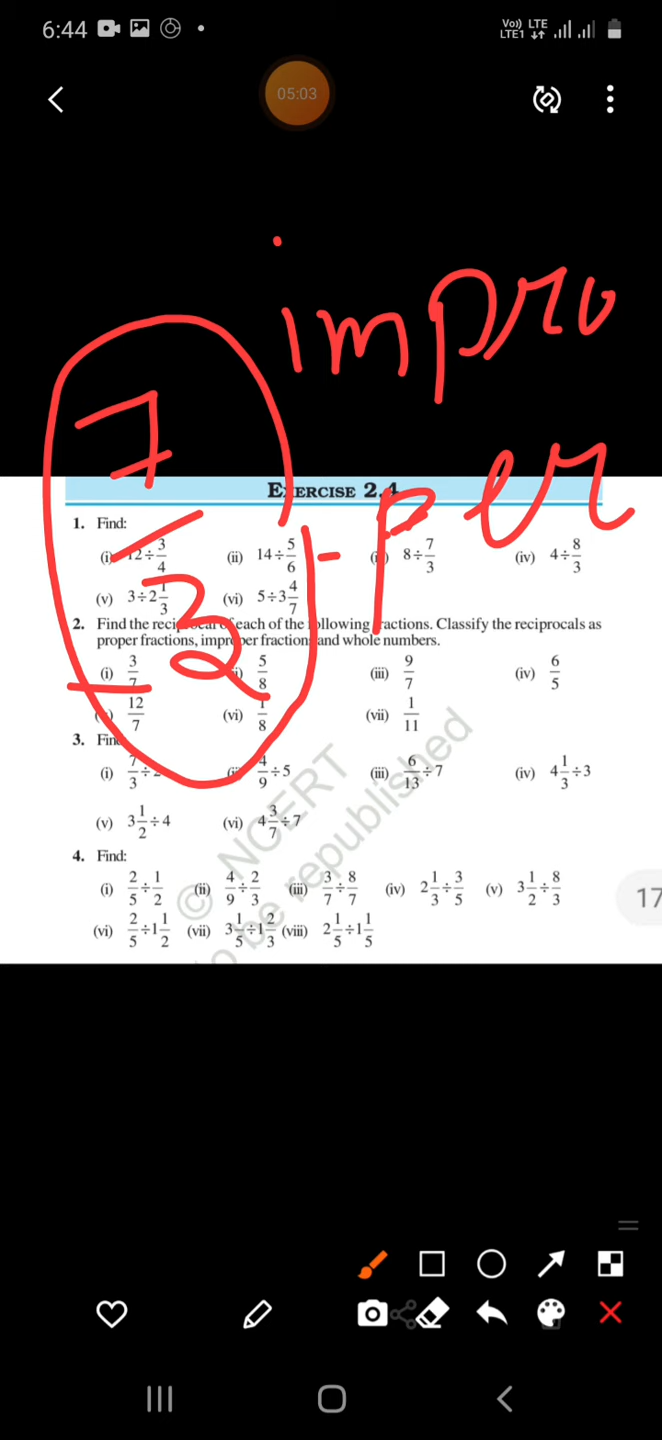 6:44
Vo)) LTE
LTE1
05:03
impro
7
3
-per
EXERCISE 2.4
1. Find:
(i) 12÷3/4 (ii) 14÷5/6 8÷7/3 (iv) 4÷8/3
(v) 3÷2 1/3 (vi) 5÷3 4/7
2. Find the reciprocal of each of the following fractions. Classify the reciprocals as
proper fractions, improper fractions and whole numbers.
(i) 3/7 5/8 (iii) 9/7 (iv) 6/5
12/7 (vi) 1/8 (vii) 1/11
3. Find
(i) 7/3÷2 4/9÷5 (iii) 6/13÷7 (iv) 4 1/3÷3
(v) 3 1/2÷4 (vi) 4 3/7÷7
4. Find:
(i) 2/5÷1/2 (ii) 4/9÷2/3 (iii) 3/7÷8/7 (iv) 2 1/3÷3/5 (v) 3 1/2÷8/3
(vi) 2/5÷1 1/2 (vii) 3 1/5÷1 2/3 (viii) 2 1/5÷1 1/5
© NCERT
to be republished
17